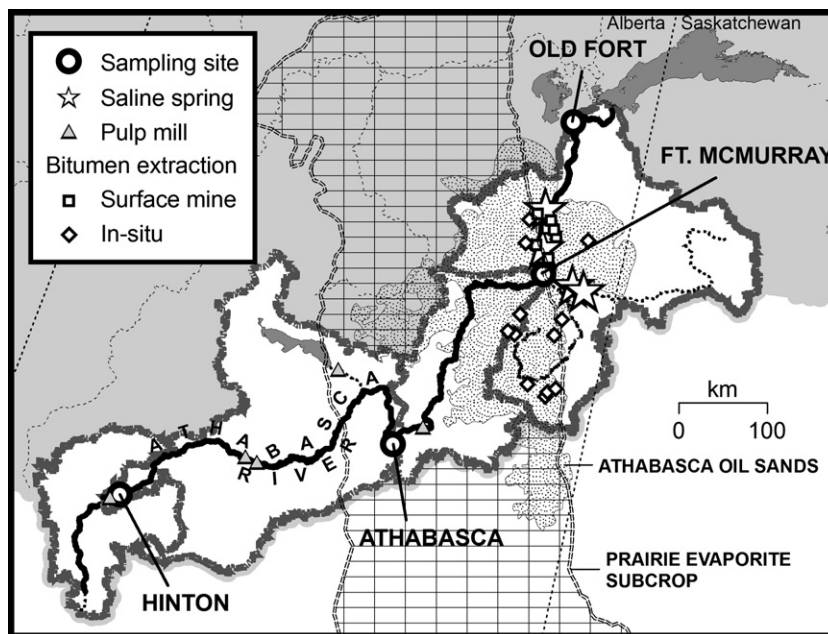 Alberta
Saskatchewan
OLD FORT
Sampling site
Saline spring
Pulp mill
Bitumen extraction
Surface mine
In-situ
FT. MCMURRAY
km
0 100
ATHABASCA
RIVER
ATHABASCA OIL SANDS
ATHABASCA
PRAIRIE EVAPORITE
SUBCROP
HINTON